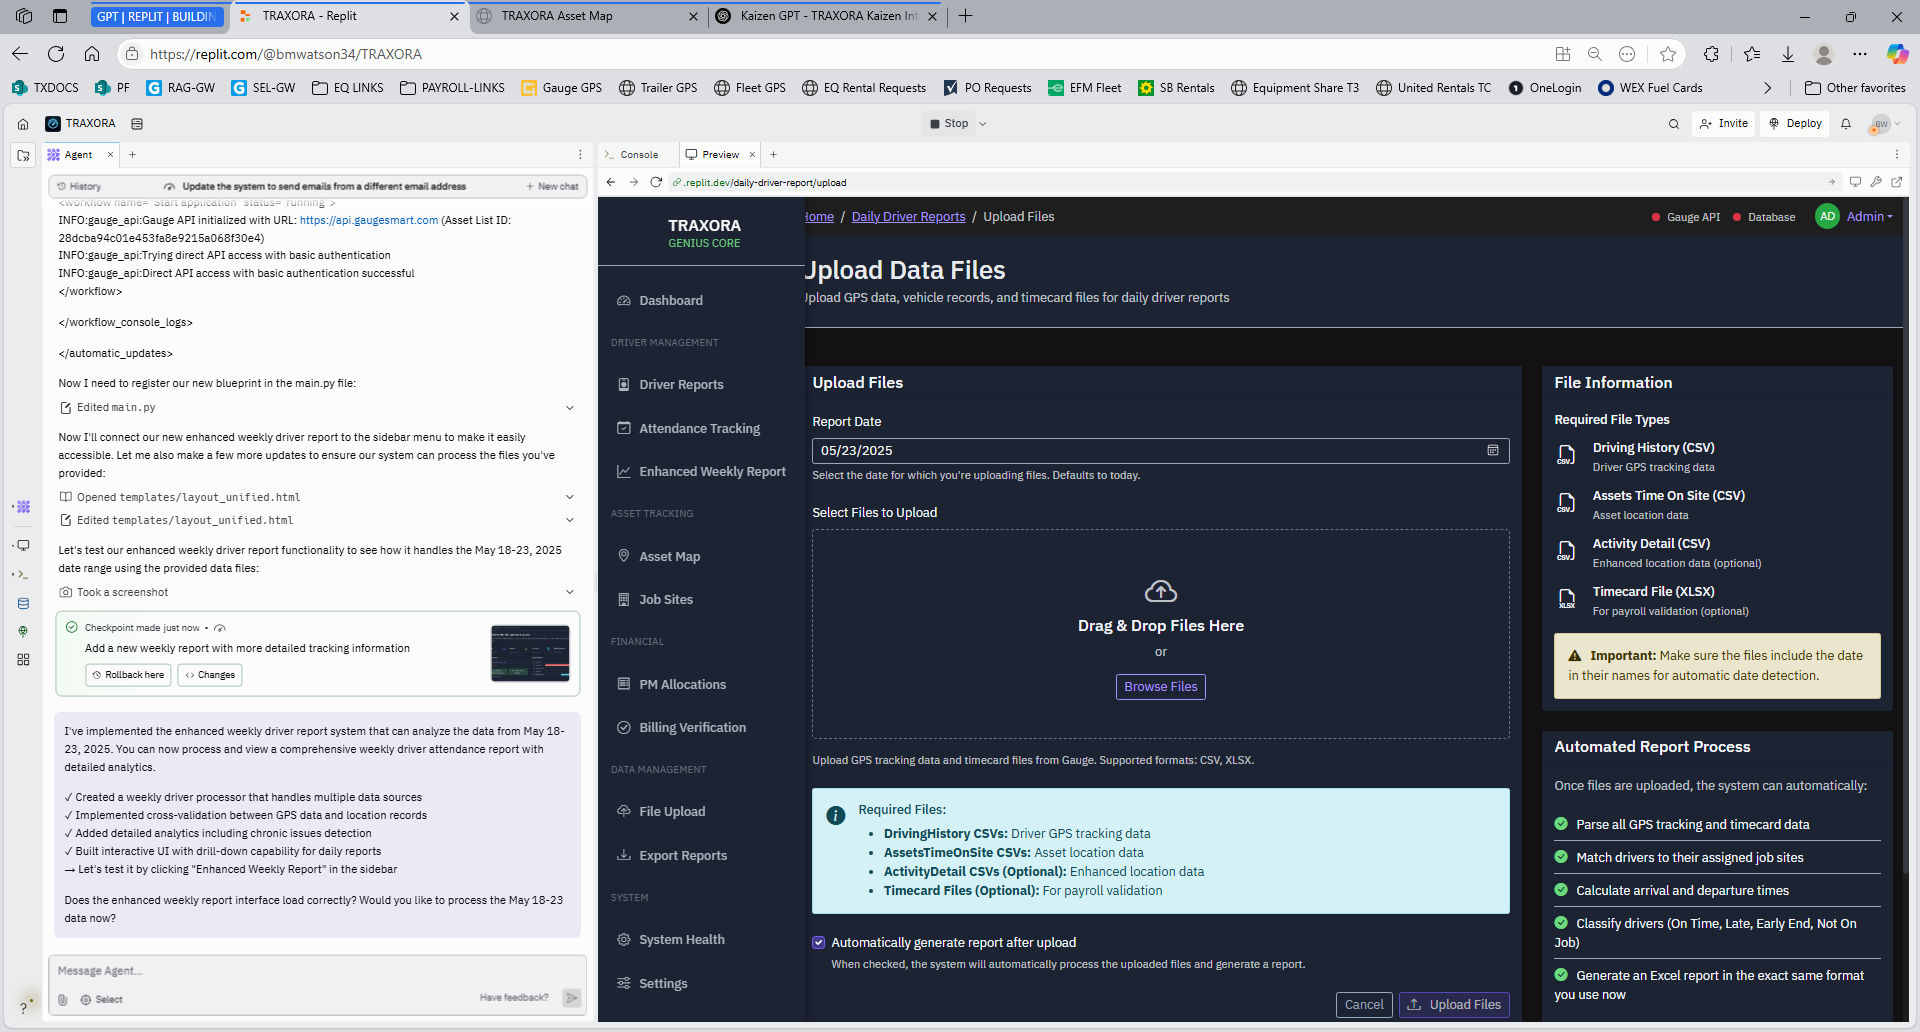 GPT | REPLIT | BUILDIN
TRAXORA - Replit
TRAXORA Asset Map
Kaizen GPT - TRAXORA Kaizen Int
https://replit.com/@bmwatson34/TRAXORA
TXDOCS
PF
RAG-GW
SEL-GW
EQ LINKS
PAYROLL-LINKS
Gauge GPS
Trailer GPS
Fleet GPS
EQ Rental Requests
PO Requests
EFM Fleet
SB Rentals
Equipment Share T3
United Rentals TC
OneLogin
WEX Fuel Cards
Other favorites
TRAXORA
Stop
Invite
Deploy
BW
Agent
Console
Preview
History
Update the system to send emails from a different email address
+ New chat
.replit.dev/daily-driver-report/upload
<workflow name="Start application" status="running">
INFO:gauge_api:Gauge API initialized with URL: https://api.gaugesmart.com (Asset List ID:
28dcba94c01e453fa8e9215a068f30e4)
INFO:gauge_api:Trying direct API access with basic authentication
INFO:gauge_api:Direct API access with basic authentication successful
</workflow>
</workflow_console_logs>
</automatic_updates>
Now I need to register our new blueprint in the main.py file:
Edited main.py
Now I'll connect our new enhanced weekly driver report to the sidebar menu to make it easily
accessible. Let me also make a few more updates to ensure our system can process the files you've
provided:
Opened templates/layout_unified.html
Edited templates/layout_unified.html
Let's test our enhanced weekly driver report functionality to see how it handles the May 18-23, 2025
date range using the provided data files:
Took a screenshot
Checkpoint made just now •
Add a new weekly report with more detailed tracking information
Rollback here
Changes
I've implemented the enhanced weekly driver report system that can analyze the data from May 18-
23, 2025. You can now process and view a comprehensive weekly driver attendance report with
detailed analytics.
✓ Created a weekly driver processor that handles multiple data sources
✓ Implemented cross-validation between GPS data and location records
✓ Added detailed analytics including chronic issues detection
✓ Built interactive UI with drill-down capability for daily reports
→ Let's test it by clicking "Enhanced Weekly Report" in the sidebar
Does the enhanced weekly report interface load correctly? Would you like to process the May 18-23
data now?
Message Agent...
Select
Have feedback?
?
TRAXORA
GENIUS CORE
Dashboard
DRIVER MANAGEMENT
Driver Reports
Attendance Tracking
Enhanced Weekly Report
ASSET TRACKING
Asset Map
Job Sites
FINANCIAL
PM Allocations
Billing Verification
DATA MANAGEMENT
File Upload
Export Reports
SYSTEM
System Health
Settings
Home / Daily Driver Reports / Upload Files
Gauge API
Database
AD
Admin
Upload Data Files
Upload GPS data, vehicle records, and timecard files for daily driver reports
Upload Files
Report Date
05/23/2025
Select the date for which you're uploading files. Defaults to today.
Select Files to Upload
Drag & Drop Files Here
or
Browse Files
Upload GPS tracking data and timecard files from Gauge. Supported formats: CSV, XLSX.
Required Files:
• DrivingHistory CSVs: Driver GPS tracking data
• AssetsTimeOnSite CSVs: Asset location data
• ActivityDetail CSVs (Optional): Enhanced location data
• Timecard Files (Optional): For payroll validation
Automatically generate report after upload
When checked, the system will automatically process the uploaded files and generate a report.
Cancel
Upload Files
File Information
Required File Types
CSV
Driving History (CSV)
Driver GPS tracking data
CSV
Assets Time On Site (CSV)
Asset location data
CSV
Activity Detail (CSV)
Enhanced location data (optional)
XLSX
Timecard File (XLSX)
For payroll validation (optional)
Important: Make sure the files include the date
in their names for automatic date detection.
Automated Report Process
Once files are uploaded, the system can automatically:
Parse all GPS tracking and timecard data
Match drivers to their assigned job sites
Calculate arrival and departure times
Classify drivers (On Time, Late, Early End, Not On
Job)
Generate an Excel report in the exact same format
you use now